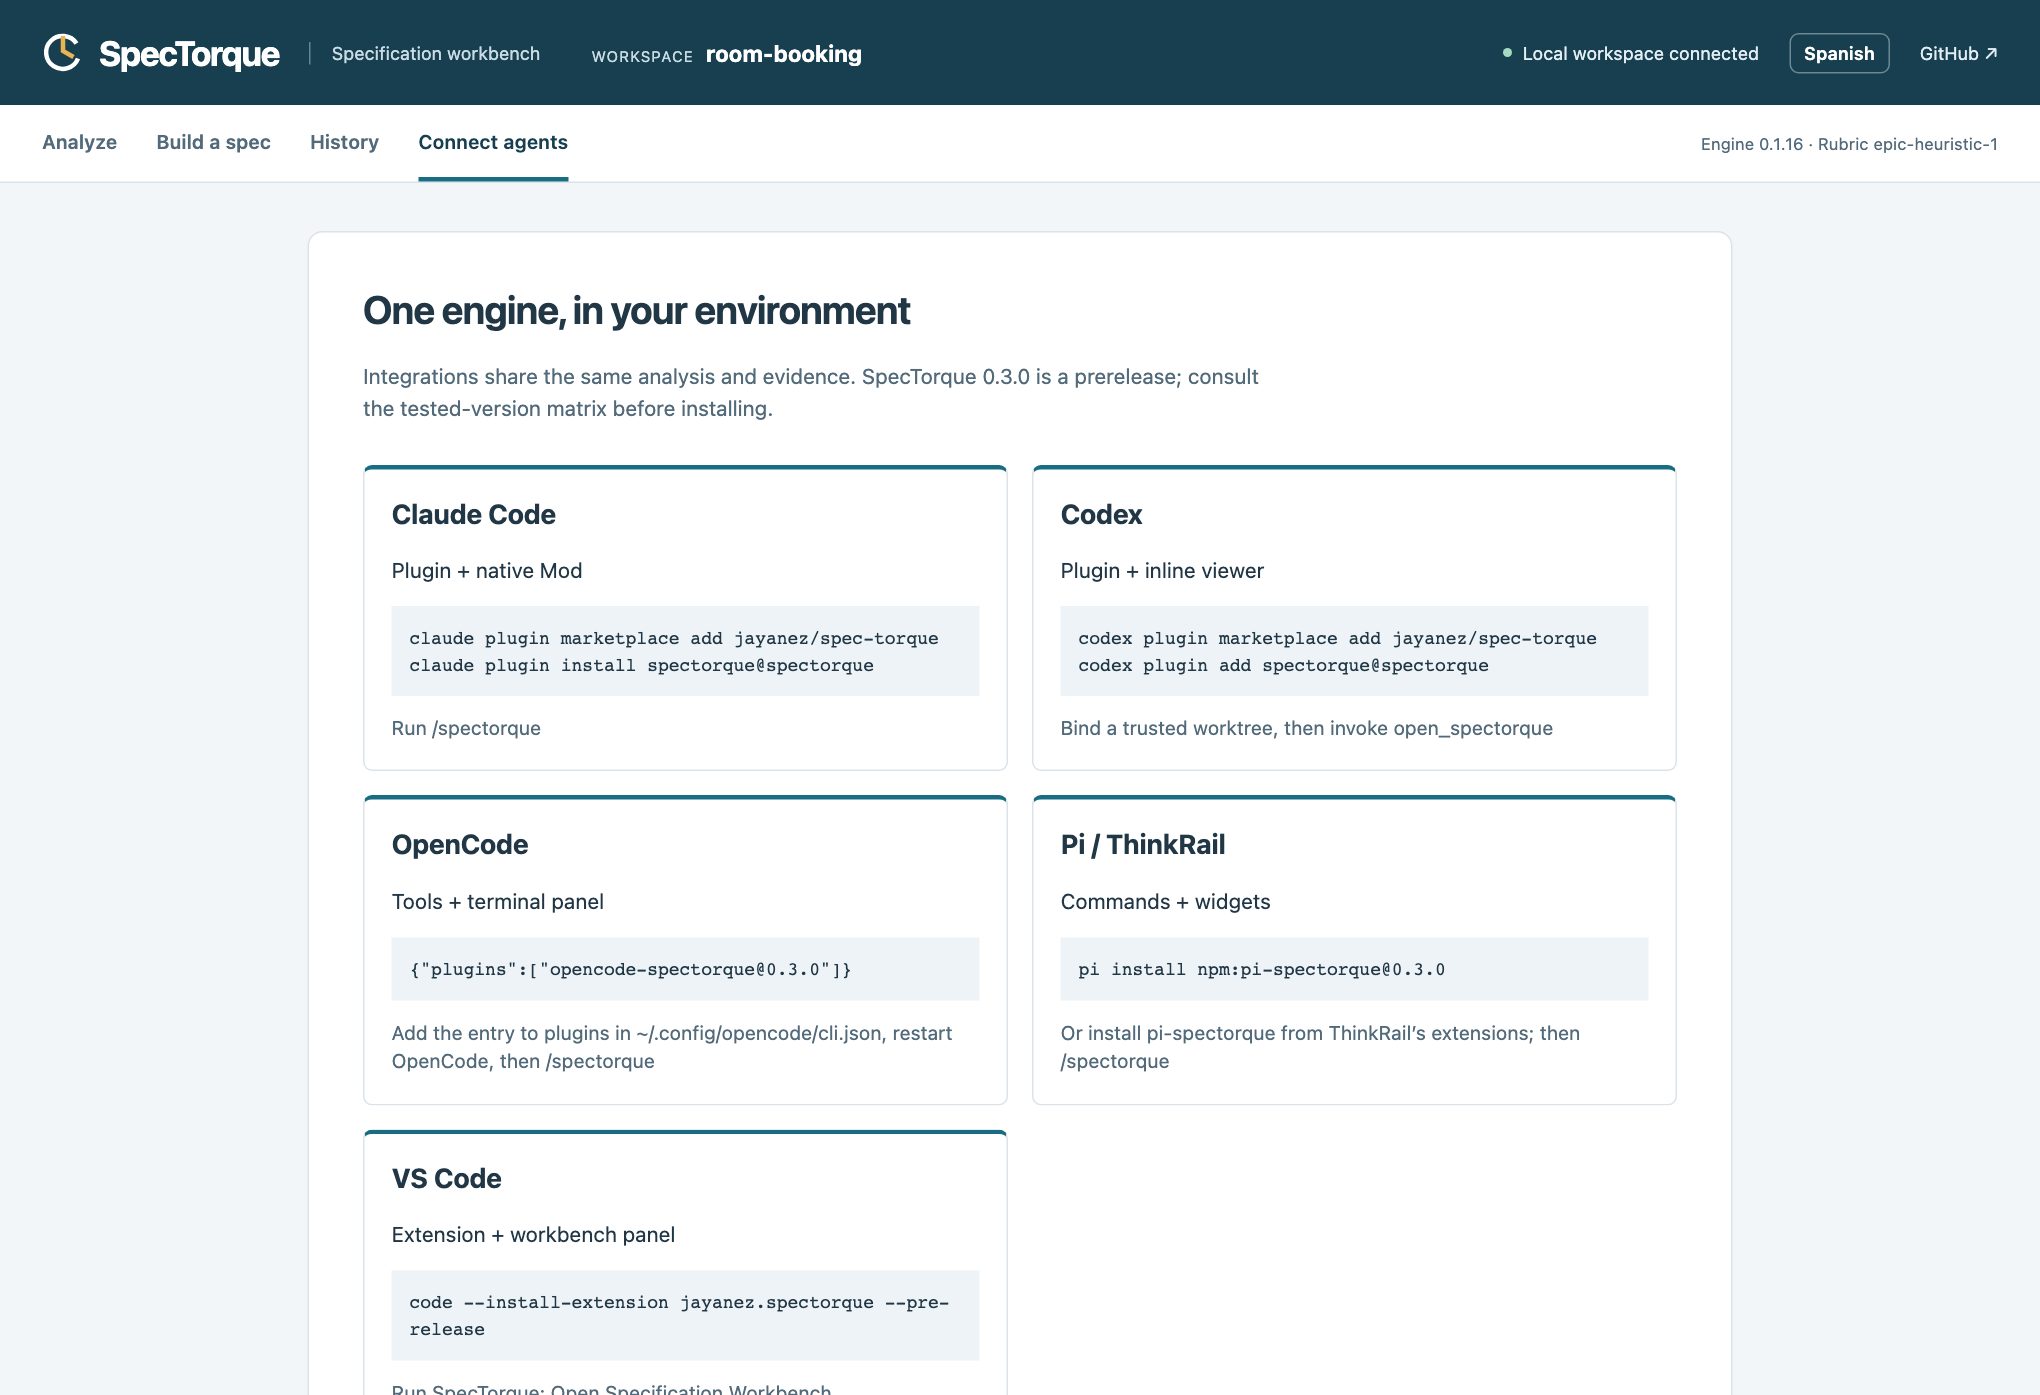 SpecTorque
Specification workbench
WORKSPACE room-booking
Local workspace connected
Spanish
GitHub ↗
Analyze
Build a spec
History
Connect agents
Engine 0.1.16 · Rubric epic-heuristic-1
One engine, in your environment
Integrations share the same analysis and evidence. SpecTorque 0.3.0 is a prerelease; consult
the tested-version matrix before installing.
Claude Code
Plugin + native Mod
claude plugin marketplace add jayanez/spec-torque
claude plugin install spectorque@spectorque
Run /spectorque
Codex
Plugin + inline viewer
codex plugin marketplace add jayanez/spec-torque
codex plugin add spectorque@spectorque
Bind a trusted worktree, then invoke open_spectorque
OpenCode
Tools + terminal panel
{"plugins":["opencode-spectorque@0.3.0"]}
Add the entry to plugins in ~/.config/opencode/cli.json, restart
OpenCode, then /spectorque
Pi / ThinkRail
Commands + widgets
pi install npm:pi-spectorque@0.3.0
Or install pi-spectorque from ThinkRail’s extensions; then
/spectorque
VS Code
Extension + workbench panel
code --install-extension jayanez.spectorque --pre-
release
Run SpecTorque: Open Specification Workbench